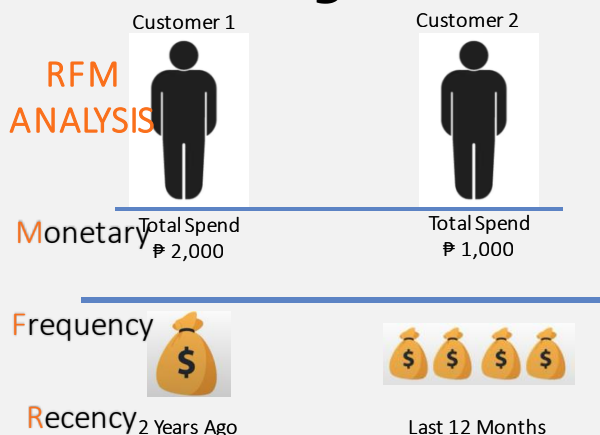 Customer 1
Customer 2
RFM
ANALYSIS
Monetary
Total Spend
₱ 2,000
Total Spend
₱ 1,000
Frequency
$
$ $ $ $
Recency
2 Years Ago
Last 12 Months